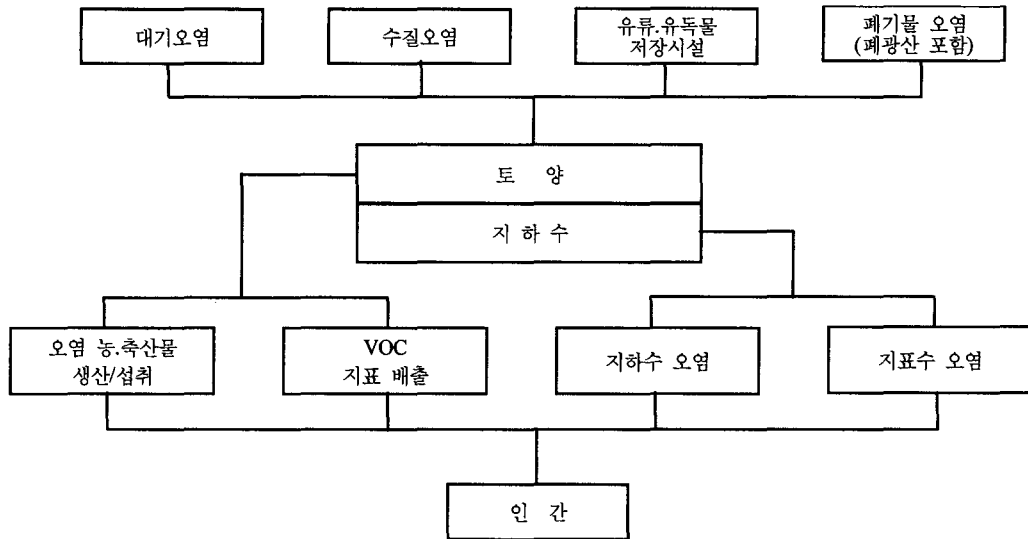 대기오염
수질오염
유류.유독물
저장시설
폐기물 오염
(폐광산 포함)
토 양
지 하 수
오염 농.축산물
생산/섭취
VOC
지표 배출
지하수 오염
지표수 오염
인 간